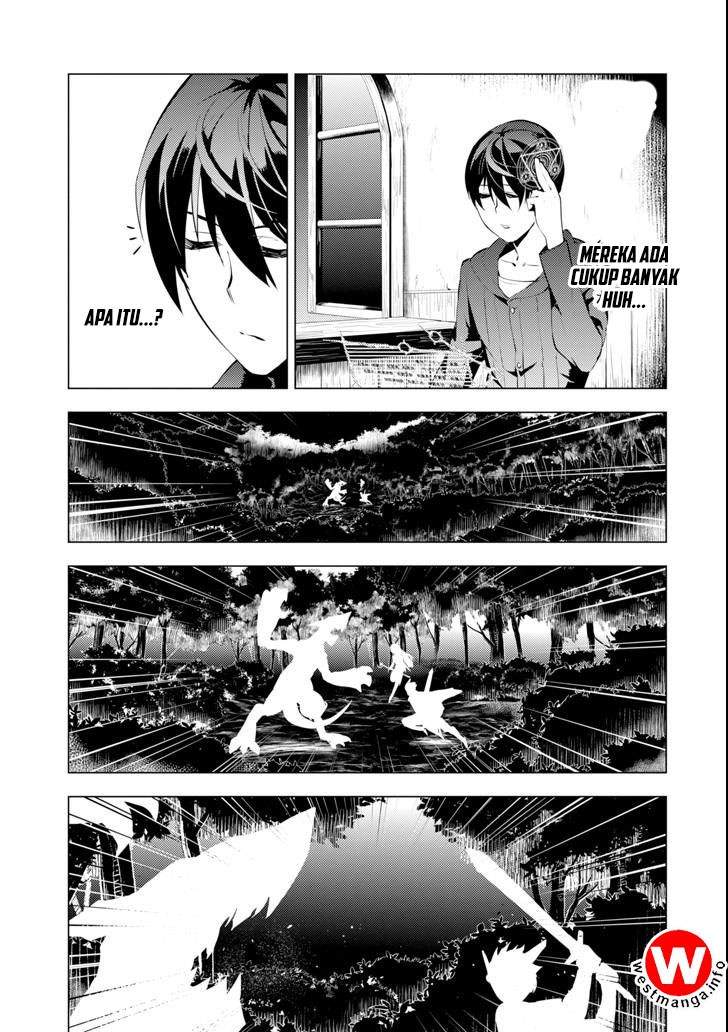 MEREKA ADA
CUKUP BANYAK
HUH...
APA ITU...?
W
westmanga.info